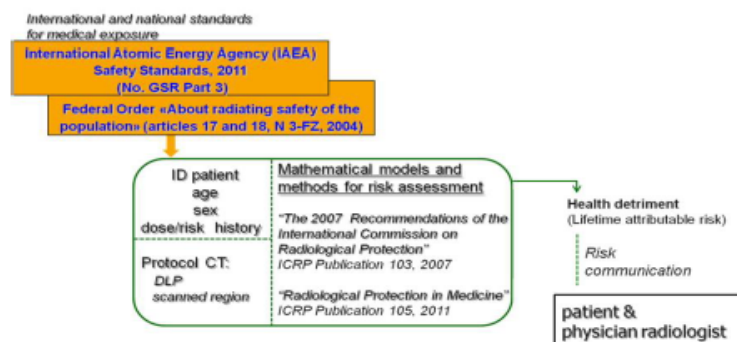 International and national standards
for medical exposure
International Atomic Energy Agency (IAEA)
Safety Standards, 2011
(No. GSR Part 3)
Federal Order «About radiating safety of the
population» (articles 17 and 18, N 3-FZ, 2004)
ID patient
age
sex
dose/risk history
Protocol CT:
DLP
scanned region
Mathematical models and
methods for risk assessment
"The 2007 Recommendations of the
International Commission on
Radiological Protection"
ICRP Publication 103, 2007
"Radiological Protection in Medicine"
ICRP Publication 105, 2011
Health detriment
(Lifetime attributable risk)
Risk
communication
patient &
physician radiologist